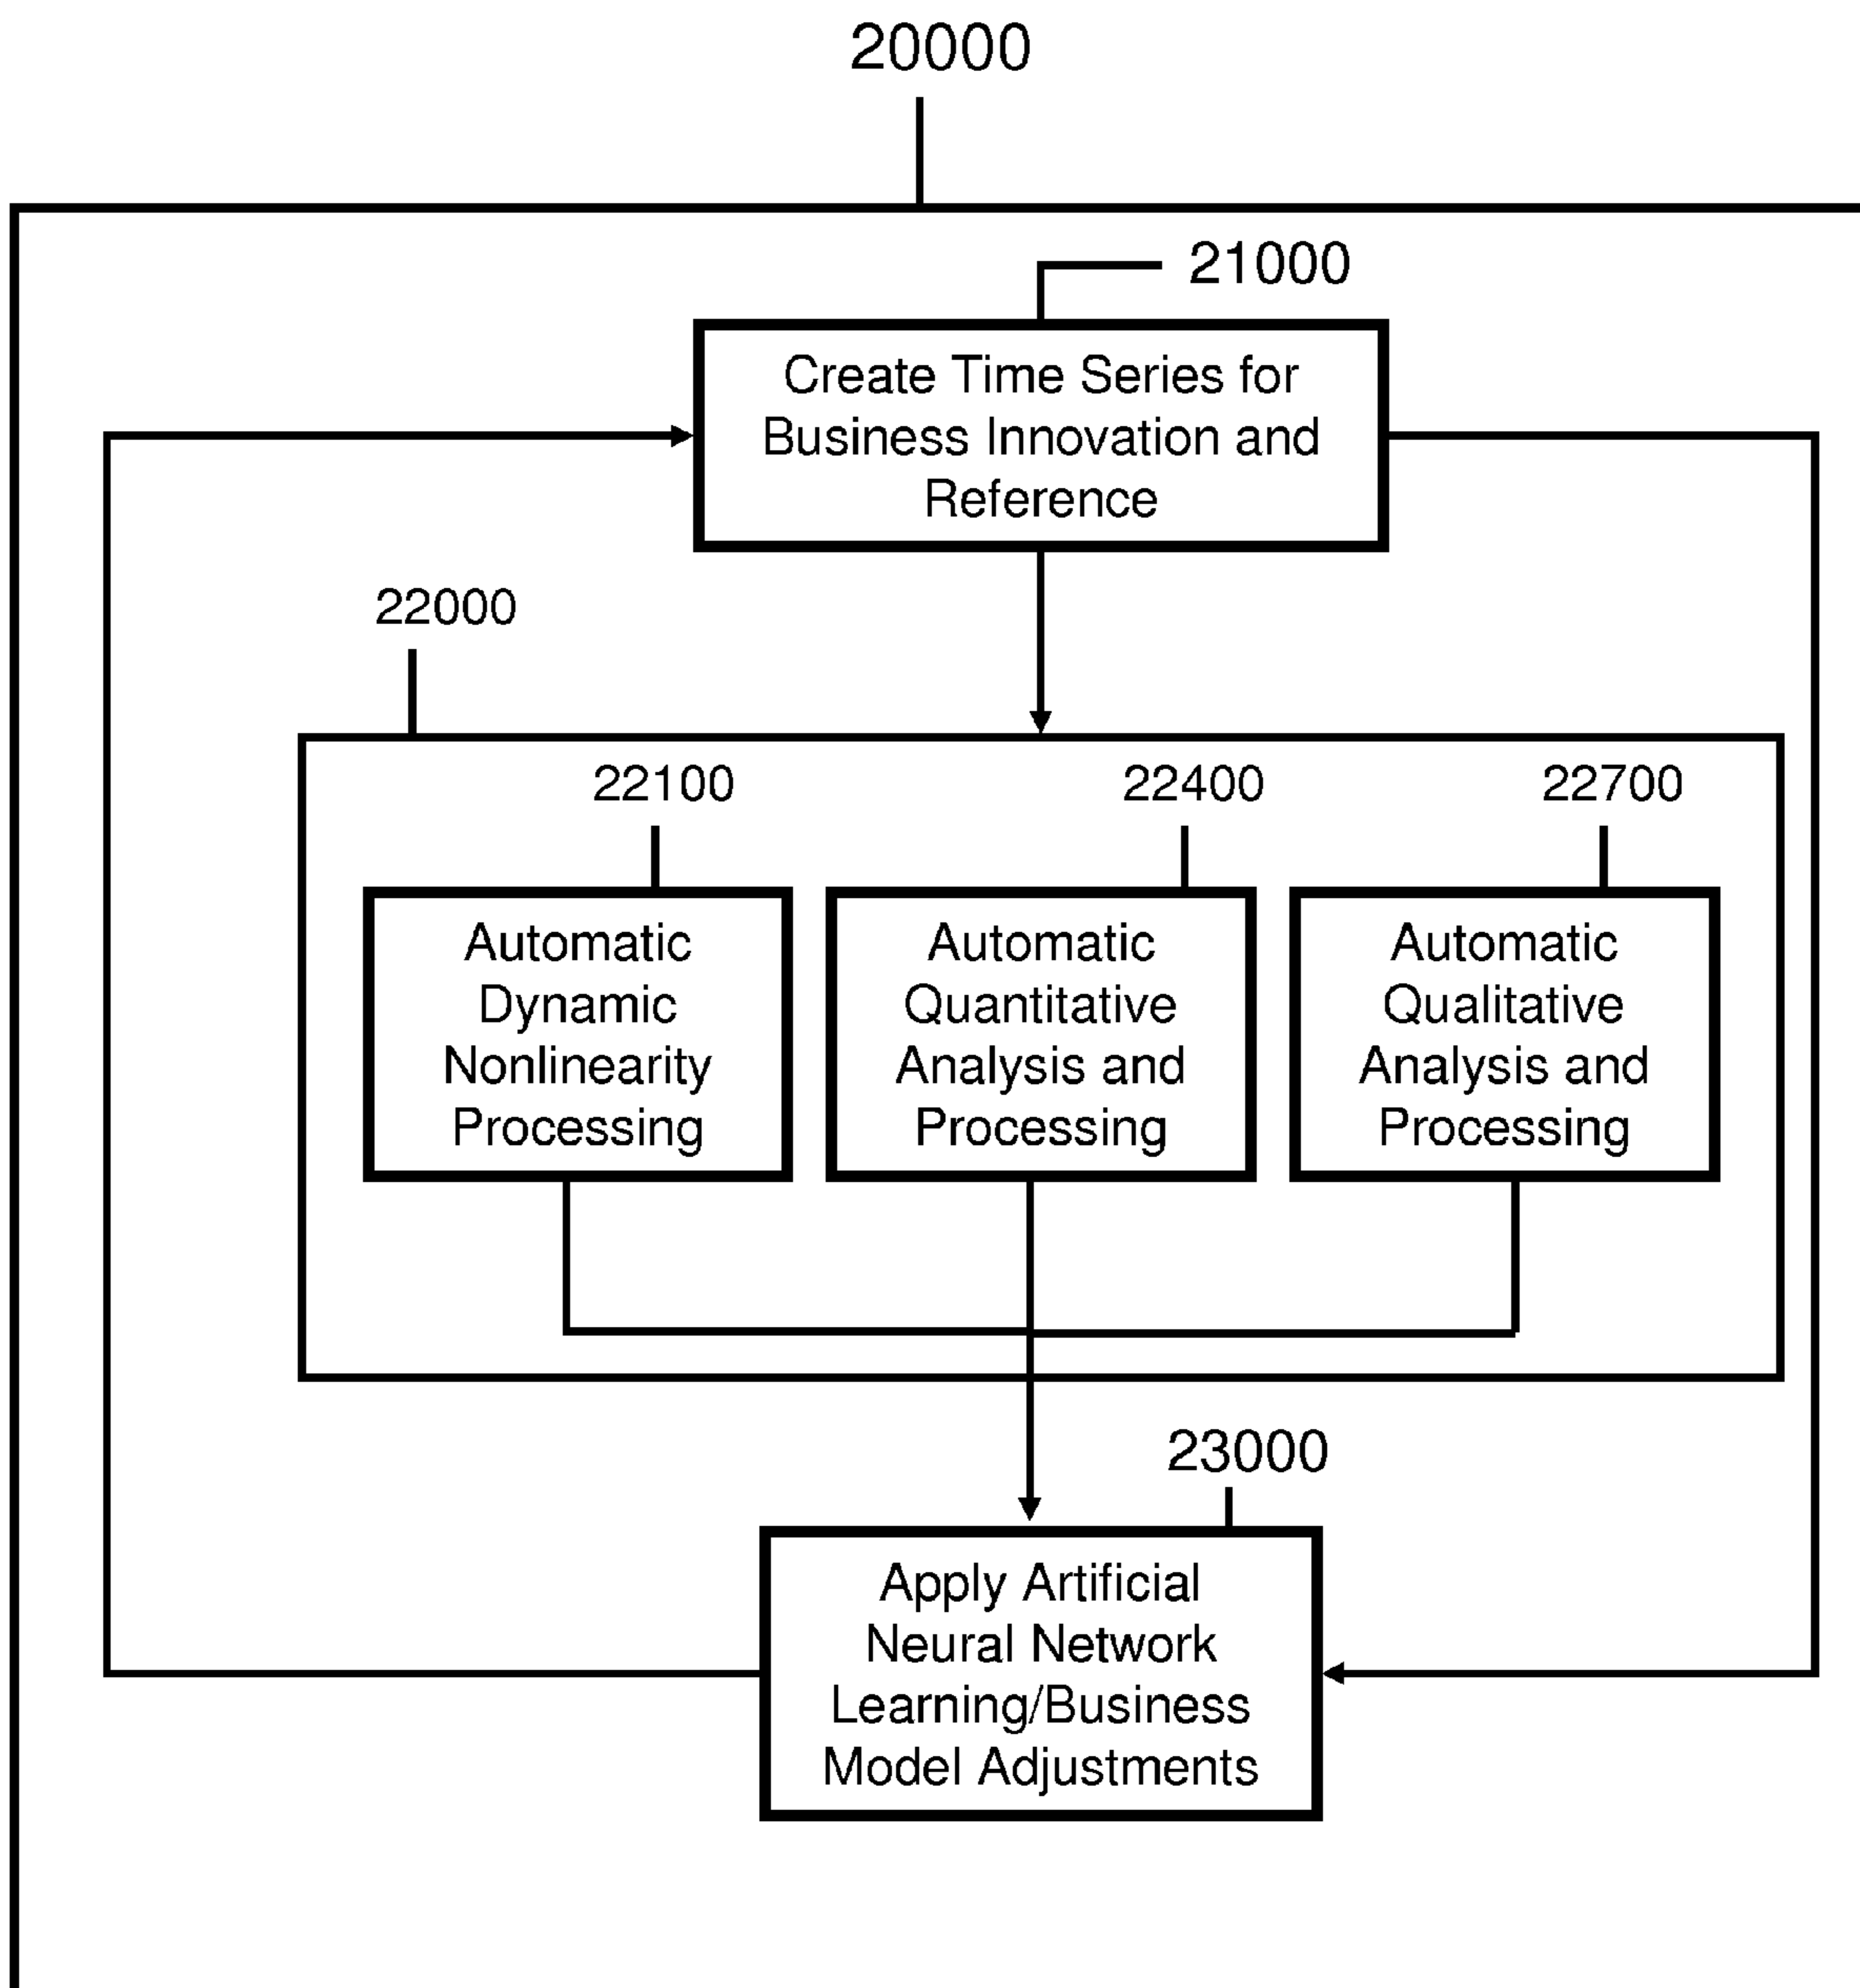 20000
21000
Create Time Series for
Business Innovation and
Reference
22000
22100
22400
22700
Automatic
Dynamic
Nonlinearity
Processing
Automatic
Quantitative
Analysis and
Processing
Automatic
Qualitative
Analysis and
Processing
23000
Apply Artificial
Neural Network
Learning/Business
Model Adjustments